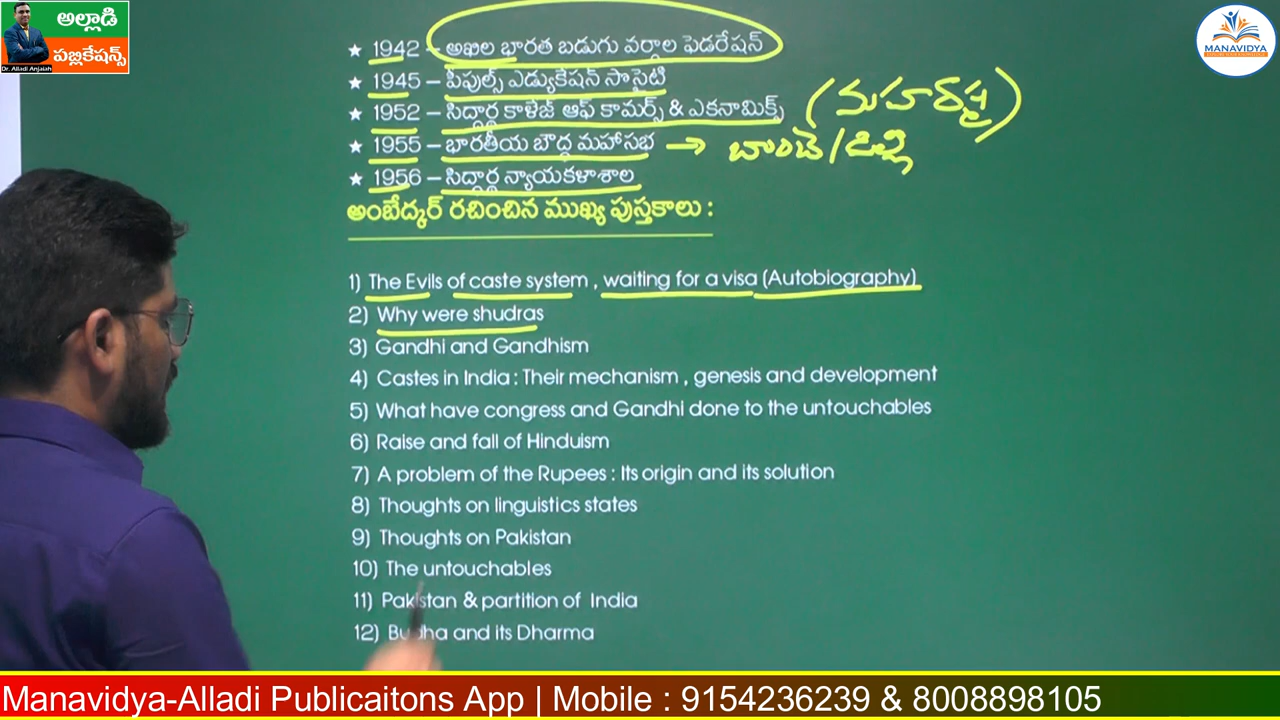 అల్లాడి
పబ్లికేషన్స్
Dr. Alladi Anjaiah
MANAVIDYA
★ 1942 – అఖిల భారత బడుగు వర్గాల ఫెడరేషన్
★ 1945 – పీపుల్స్ ఎడ్యుకేషన్ సొసైటి
★ 1952 – సిద్ధార్థ కాలేజ్ ఆఫ్ కామర్స్ & ఎకనామిక్స్ (మహారాష్ట్ర)
★ 1955 – భారతీయ బౌద్ధ మహాసభ → బాంబె/ఢిల్లీ
★ 1956 – సిద్ధార్థ న్యాయకళాశాల
అంబేద్కర్ రచించిన ముఖ్య పుస్తకాలు :
1) The Evils of caste system , waiting for a visa (Autobiography)
2) Why were shudras
3) Gandhi and Gandhism
4) Castes in India : Their mechanism , genesis and development
5) What have congress and Gandhi done to the untouchables
6) Raise and fall of Hinduism
7) A problem of the Rupees : Its origin and its solution
8) Thoughts on linguistics states
9) Thoughts on Pakistan
10) The untouchables
11) Pakistan & partition of India
12) Budha and its Dharma
Manavidya-Alladi Publicaitons App | Mobile : 9154236239 & 8008898105